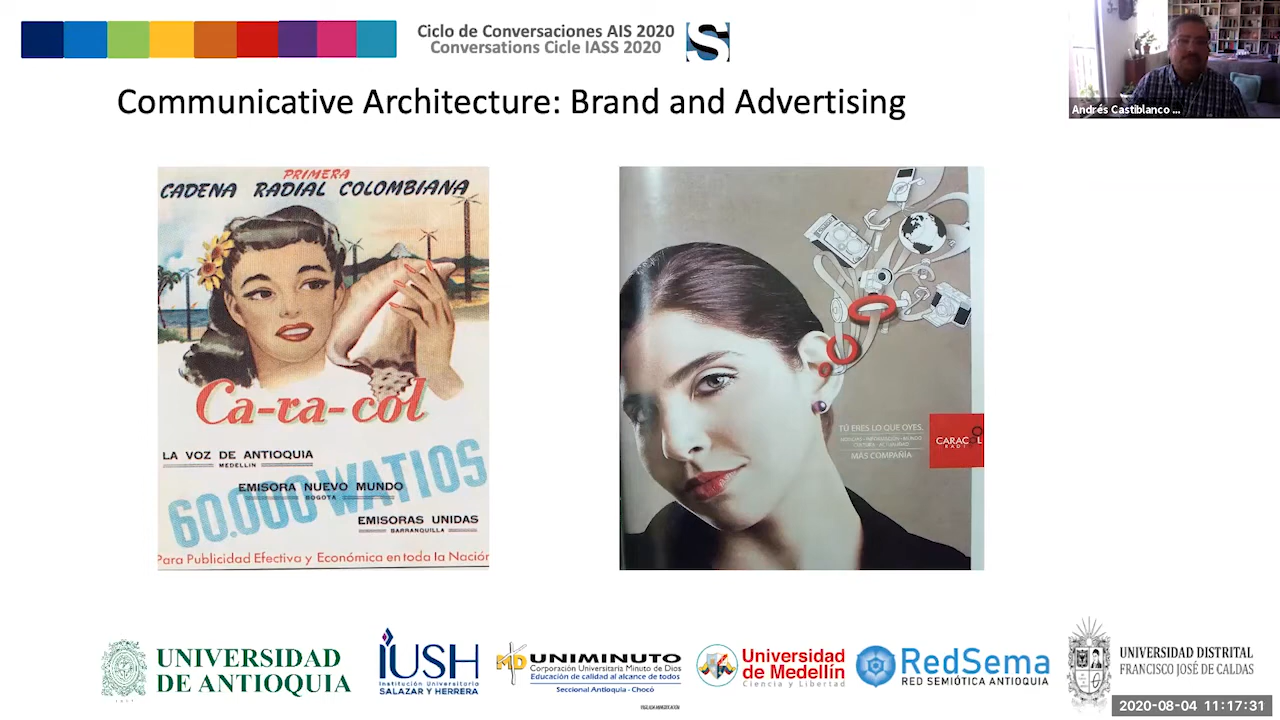 Ciclo de Conversaciones AIS 2020
Conversations Cicle IASS 2020
S
Andrés Castiblanco ...
Communicative Architecture: Brand and Advertising
PRIMERA
CADENA RADIAL COLOMBIANA
Ca-ra-col
LA VOZ DE ANTIOQUIA
MEDELLIN
60.000 WATIOS
EMISORA NUEVO MUNDO
BOGOTA
EMISORAS UNIDAS
BARRANQUILLA
Para Publicidad Efectiva y Económica en toda la Nación
TÚ ERES LO QUE OYES.
MÁS COMPAÑÍA
CARACOL
RADIO
UNIVERSIDAD
DE ANTIOQUIA
IUSH
Institución Universitaria
SALAZAR Y HERRERA
MD UNIMINUTO
Corporación Universitaria Minuto de Dios
Educación de calidad al alcance de todos
Seccional Antioquia - Chocó
Universidad
de Medellín
Ciencia y Libertad
RedSema
RED SEMIÓTICA ANTIOQUIA
UNIVERSIDAD DISTRITAL
FRANCISCO JOSÉ DE CALDAS
2020-08-04 11:17:31